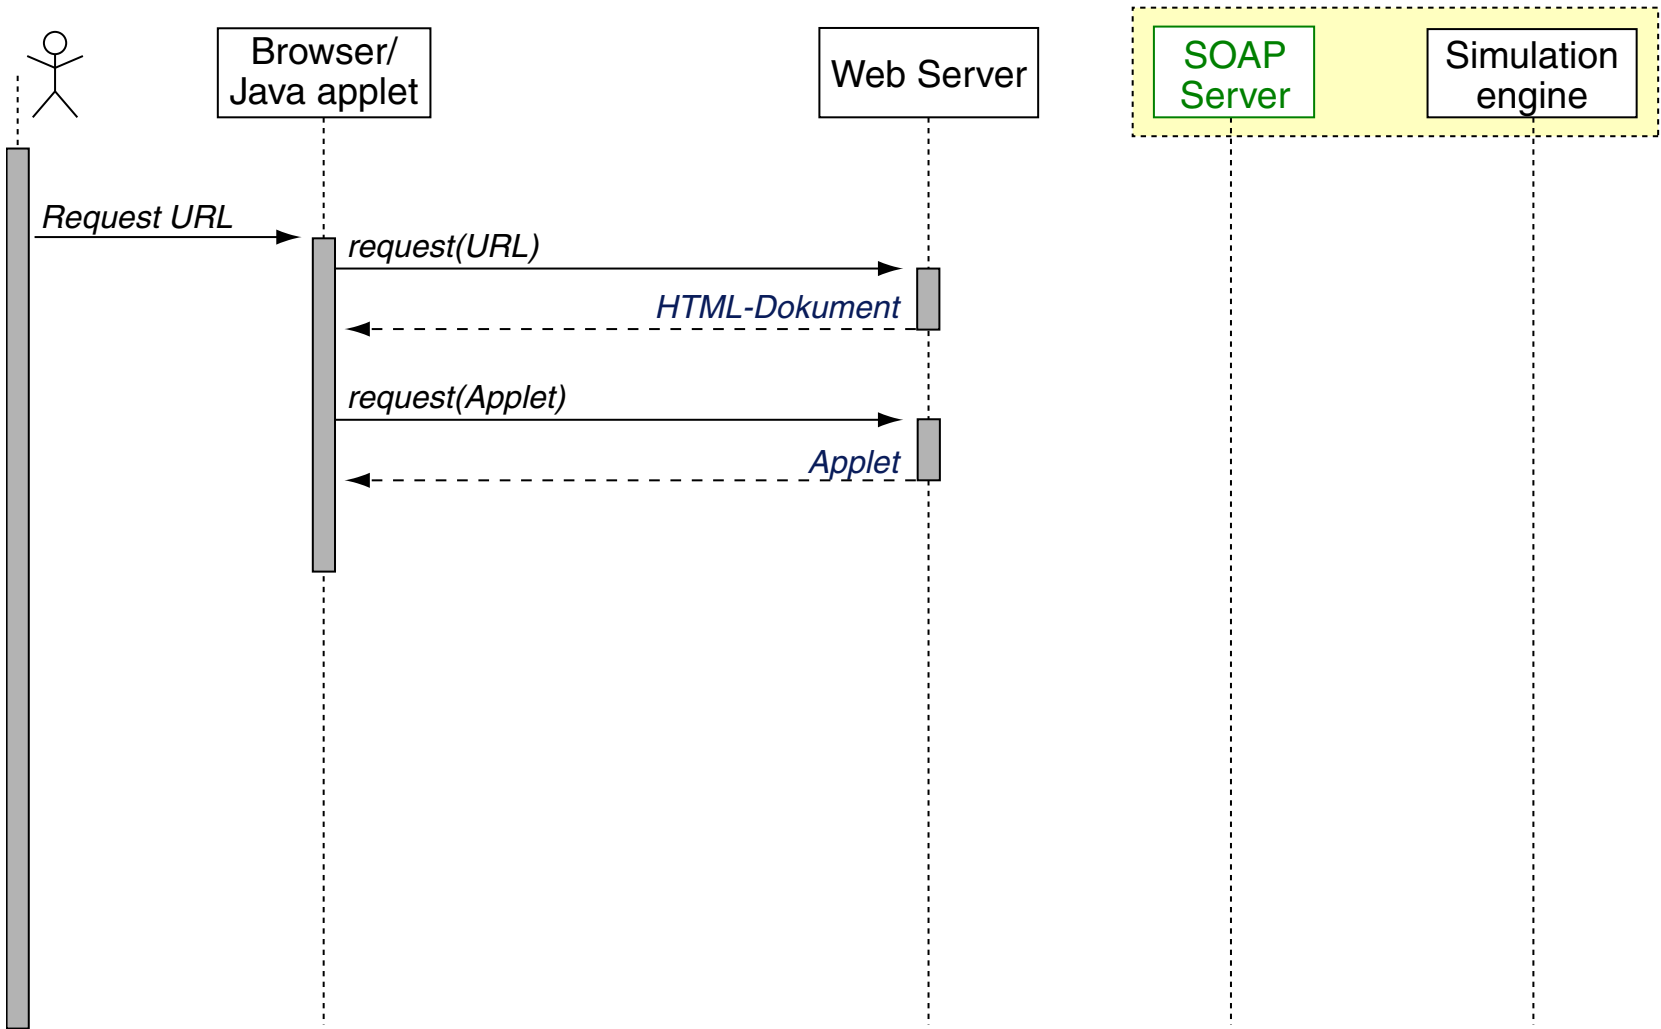 Browser/
Java applet
Web Server
SOAP
Server
Simulation
engine
Request URL
request(URL)
HTML-Dokument
request(Applet)
Applet